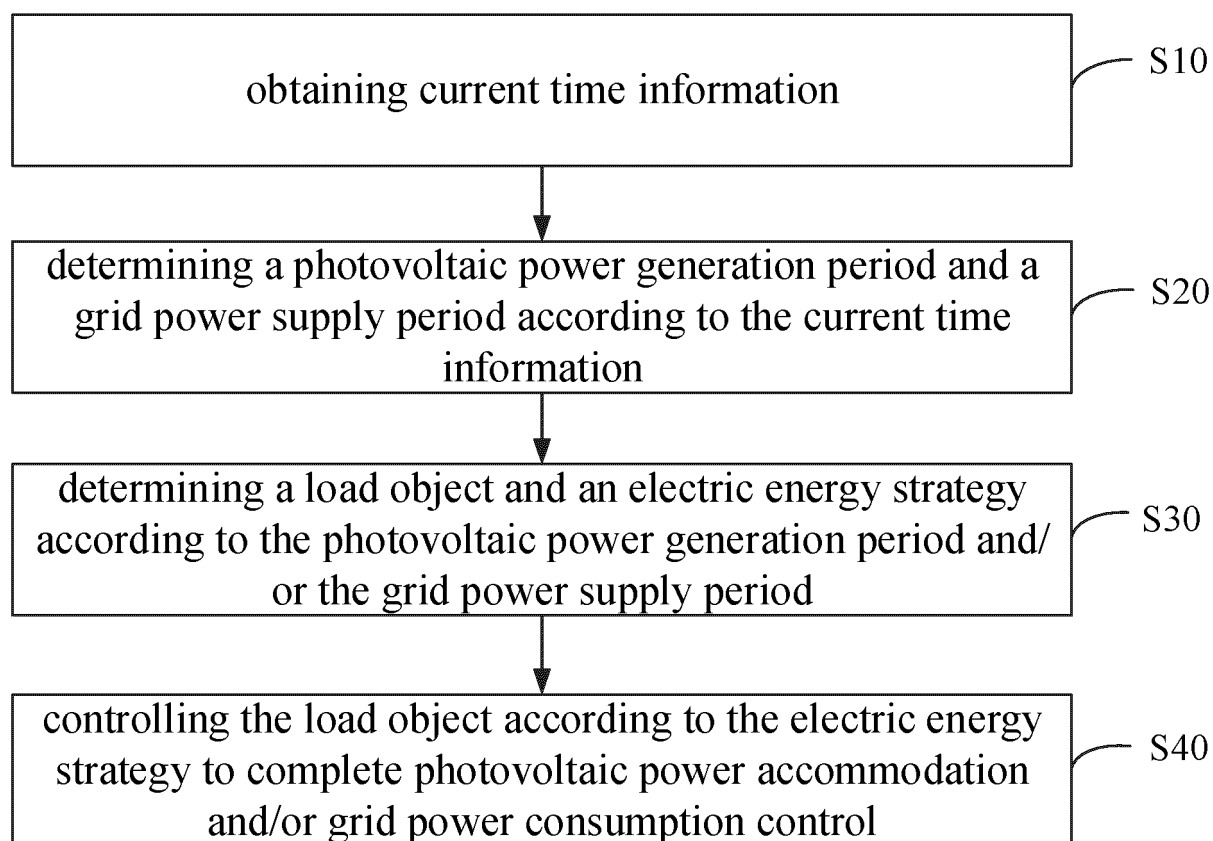 obtaining current time information
S10
determining a photovoltaic power generation period and a
grid power supply period according to the current time
information
S20
determining a load object and an electric energy strategy
according to the photovoltaic power generation period and/
or the grid power supply period
S30
controlling the load object according to the electric energy
strategy to complete photovoltaic power accommodation
and/or grid power consumption control
S40